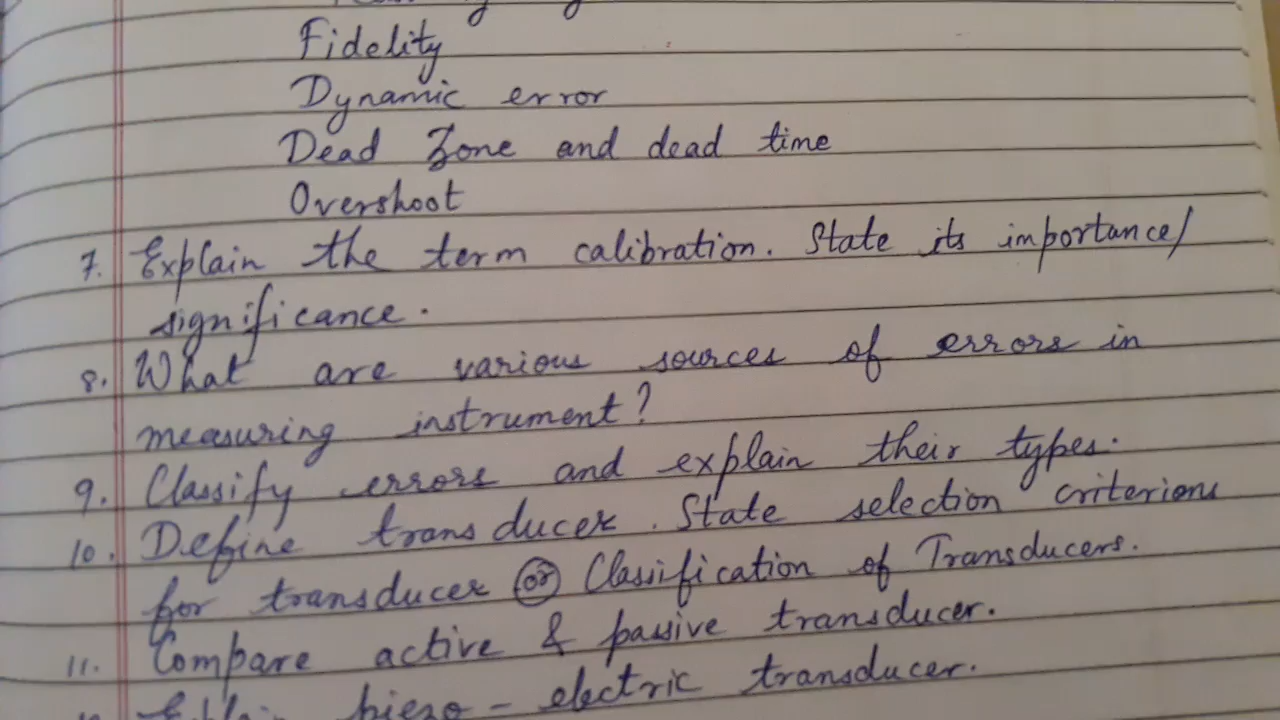 Fidelity
Dynamic error
Dead Zone and dead time
Overshoot
7. Explain the term calibration. State its importance/
significance.
8. What are various sources of errors in
measuring instrument?
9. Classify errors and explain their types.
10. Define transducer. State selection criterions
for transducer or Classification of Transducers.
11. Compare active & passive transducer.
piezo - electric transducer.